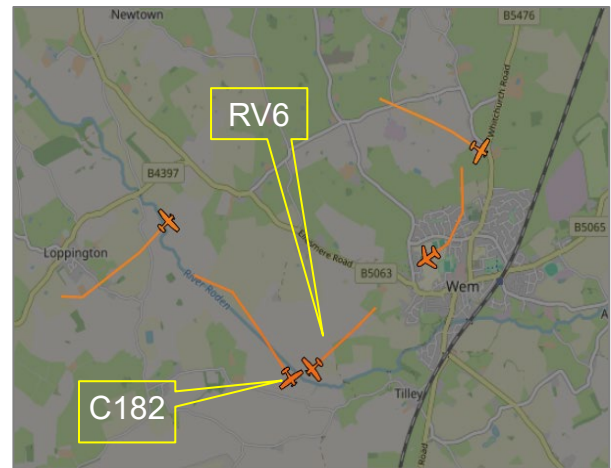 Newtown
B5476
Whitchurch Road
RV6
B4397
Ellesmere Road
B5065
Loppington
B5063
Wem
River Roden
A
C182
Tilley
Road